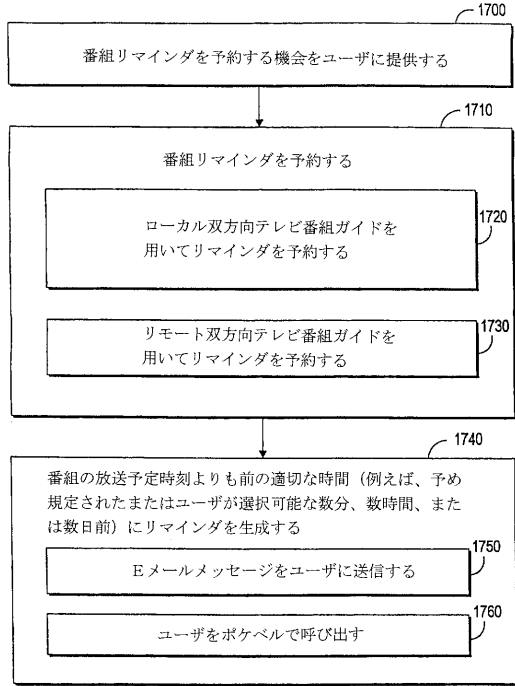 1700
番組リマインダを予約する機会をユーザに提供する
1710
番組リマインダを予約する
ローカル双方向テレビ番組ガイドを
用いてリマインダを予約する
1720
リモート双方向テレビ番組ガイドを
用いてリマインダを予約する
1730
1740
番組の放送予定時刻よりも前の適切な時間（例えば、予め
規定されたまたはユーザが選択可能な数分、数時間、また
は数日前）にリマインダを生成する
1750
Eメールメッセージをユーザに送信する
1760
ユーザをポケベルで呼び出す